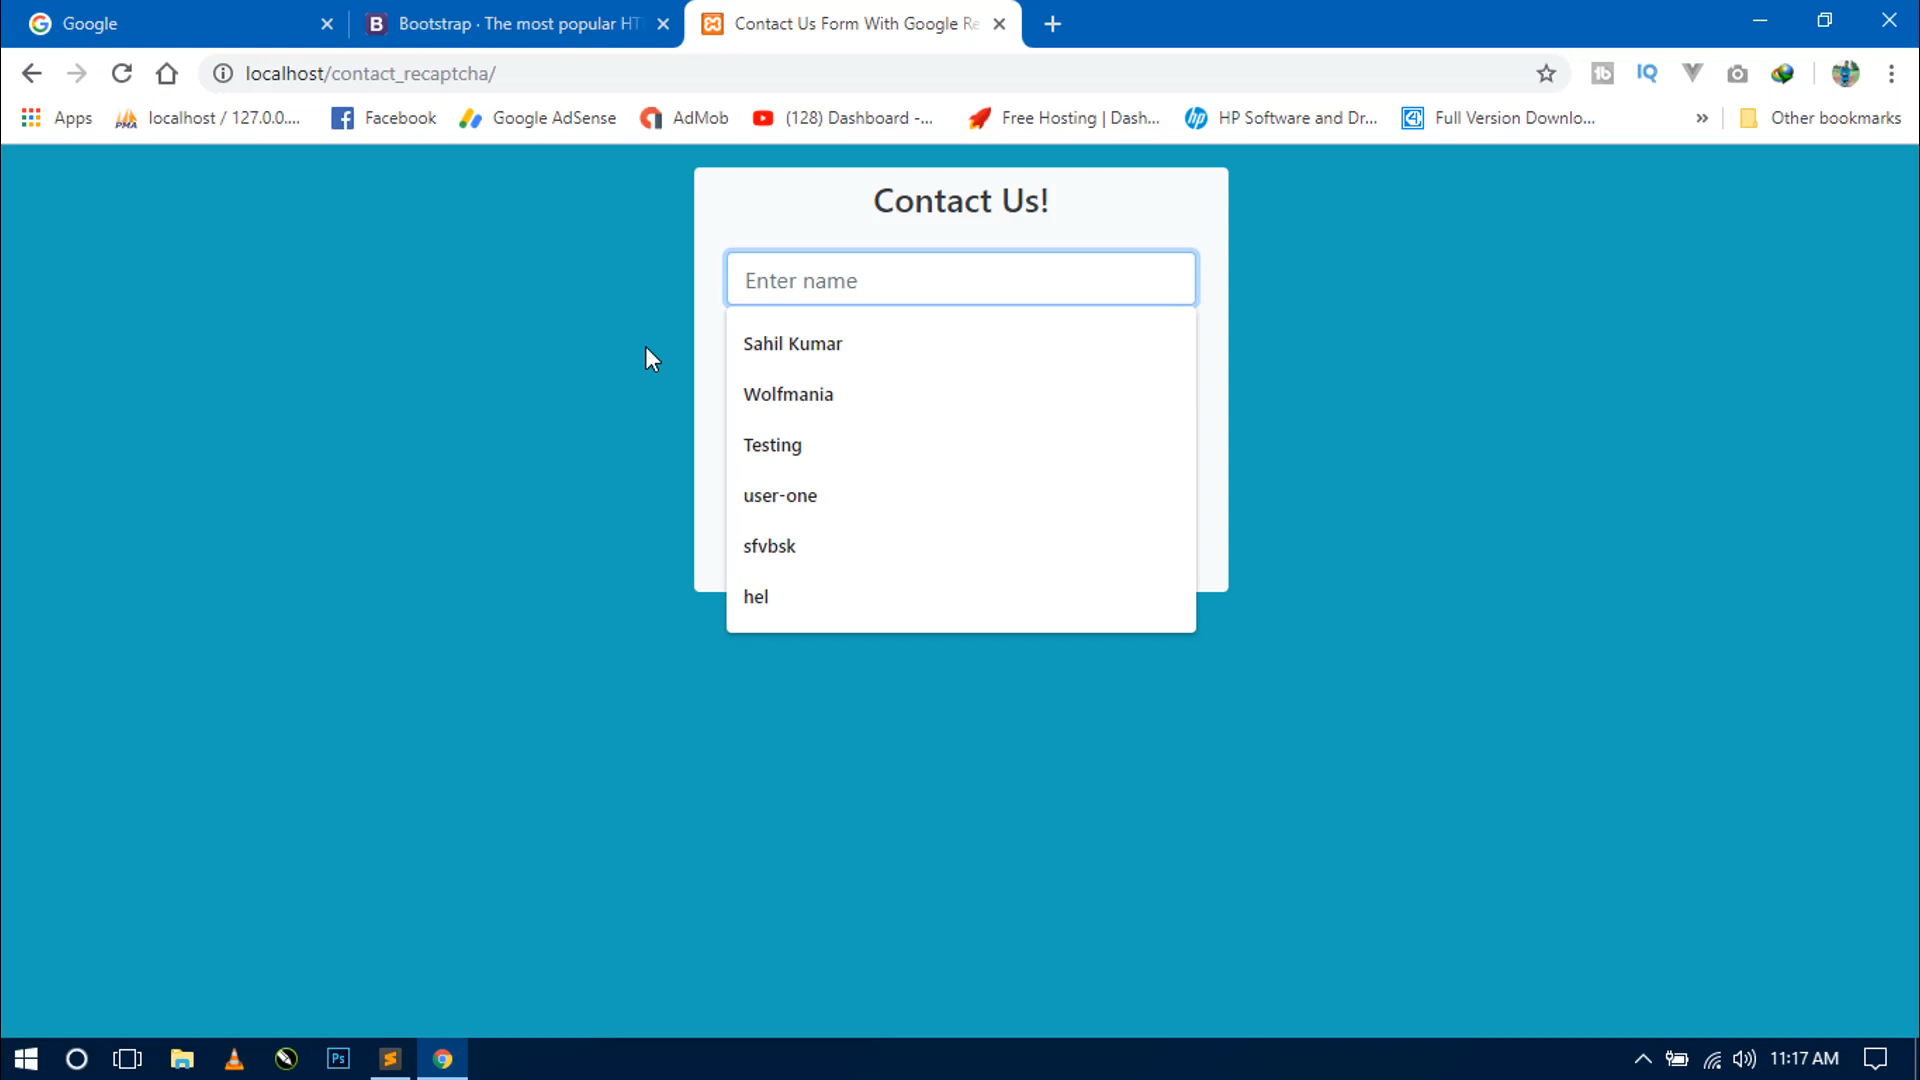 Google
Bootstrap · The most popular HT
Contact Us Form With Google Re
localhost/contact_recaptcha/
Apps
localhost / 127.0.0....
Facebook
Google AdSense
AdMob
(128) Dashboard -...
Free Hosting | Dash...
HP Software and Dr...
Full Version Downlo...
»
Other bookmarks
Contact Us!
Enter name
Sahil Kumar
Wolfmania
Testing
user-one
sfvbsk
hel
11:17 AM